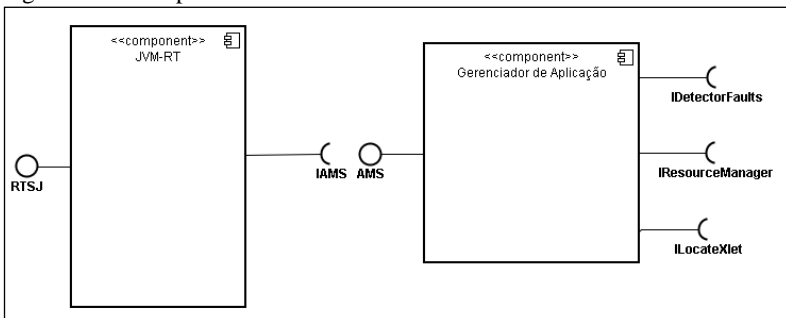 <<component>>
JVM-RT
RTSJ
IAMS
AMS
<<component>>
Gerenciador de Aplicação
IDetectorFaults
IResourceManager
ILocateXlet